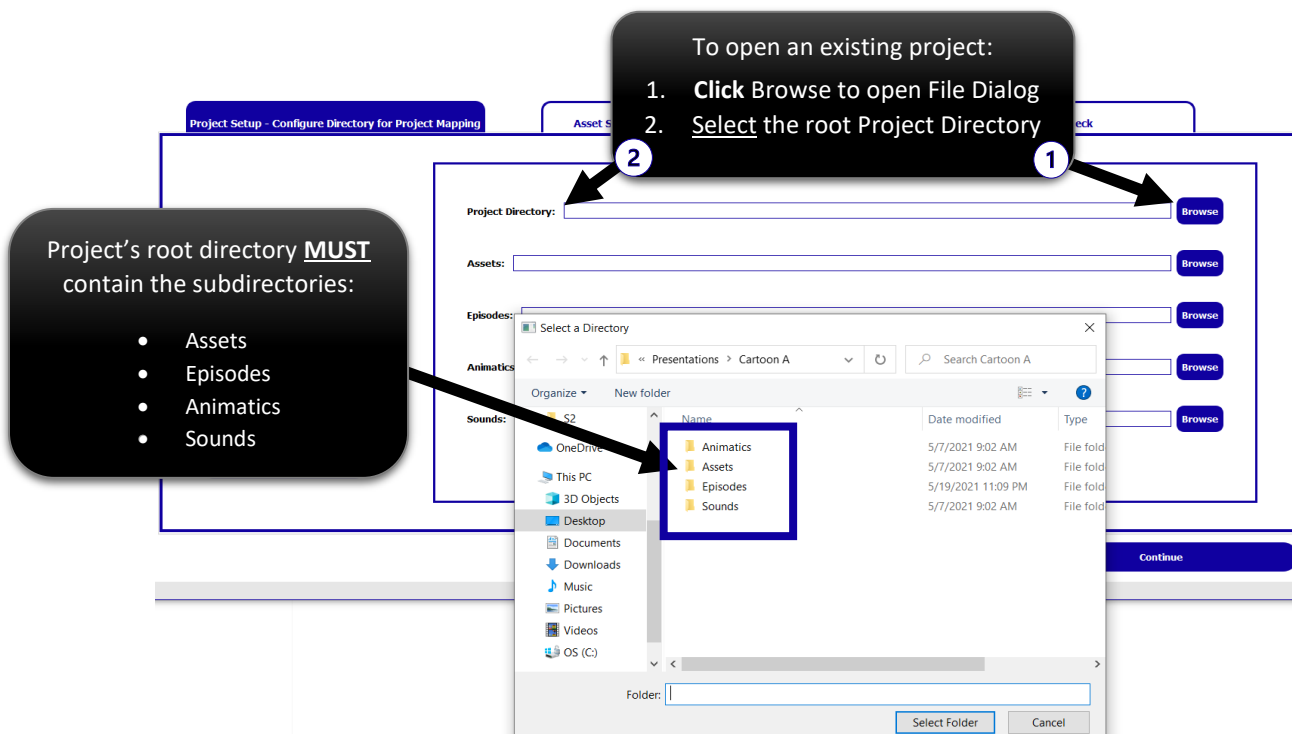 To open an existing project:
1. Click Browse to open File Dialog
2. Select the root Project Directory
Project Setup - Configure Directory for Project Mapping
Asset S
eck
2
1
Project Directory:
Browse
Project's root directory MUST
contain the subdirectories:
• Assets
• Episodes
• Animatics
• Sounds
Assets:
Browse
Episodes:
Browse
Animatics
Browse
Sounds:
Browse
Select a Directory
« Presentations > Cartoon A
Search Cartoon A
Organize
New folder
?
S2
OneDrive
This PC
3D Objects
Desktop
Documents
Downloads
Music
Pictures
Videos
OS (C:)
Name Date modified Type
Animatics 5/7/2021 9:02 AM File fold
Assets 5/7/2021 9:02 AM File fold
Episodes 5/19/2021 11:09 PM File fold
Sounds 5/7/2021 9:02 AM File fold
Folder:
Select Folder
Cancel
Continue